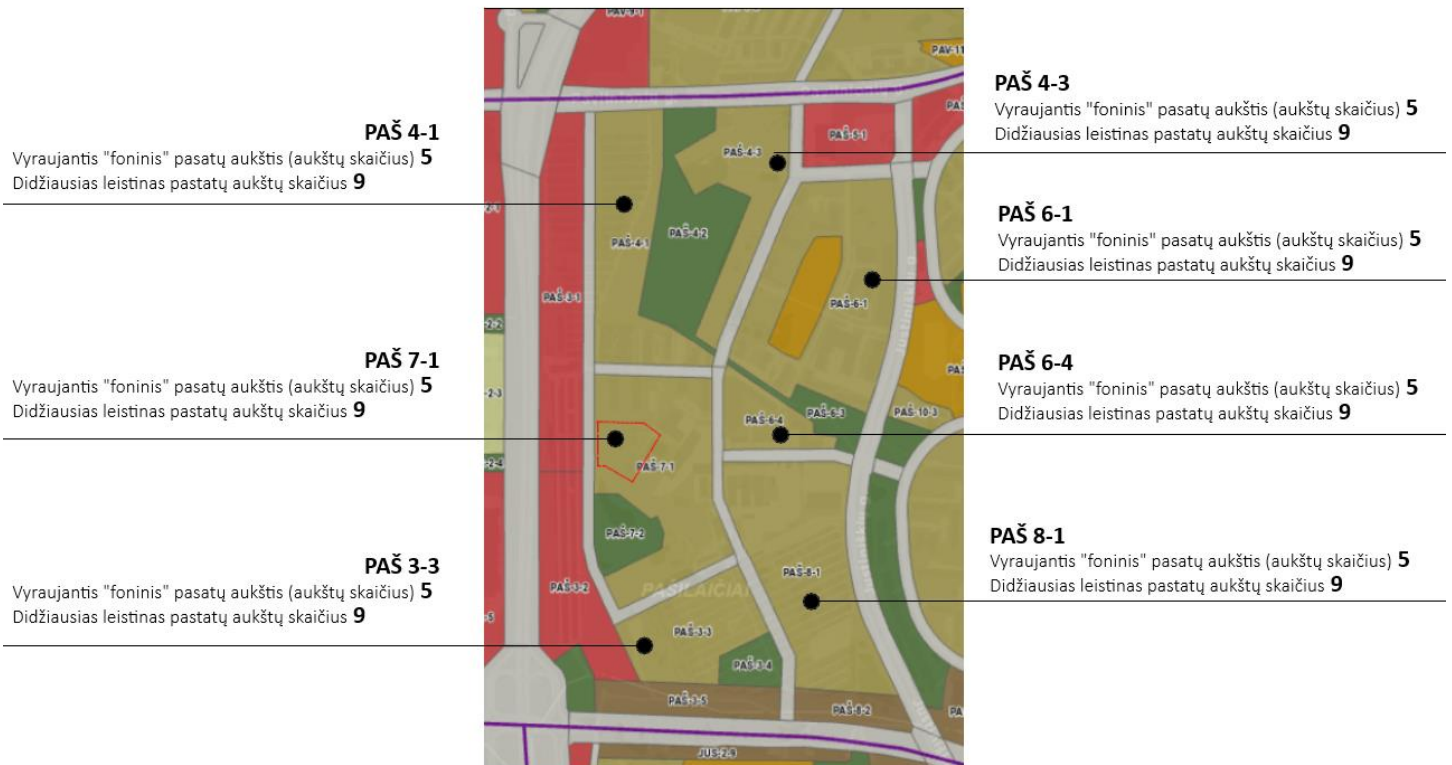 PAŠ 4-1
Vyraujantis "foninis" pasatų aukštis (aukštų skaičius) 5
Didžiausias leistinas pastatų aukštų skaičius 9
PAŠ 7-1
Vyraujantis "foninis" pasatų aukštis (aukštų skaičius) 5
Didžiausias leistinas pastatų aukštų skaičius 9
PAŠ 3-3
Vyraujantis "foninis" pasatų aukštis (aukštų skaičius) 5
Didžiausias leistinas pastatų aukštų skaičius 9
PAV-9-1
PAV-11
PAŠ-5-1
PAŠ-4-3
PAŠ-4-2
PAŠ-4-1
PAŠ-3-1
PAŠ-6-1
PAŠ-6-4
PAŠ-6-3
PAŠ-10-3
PAŠ-7-1
PAŠ-7-2
PAŠ-8-1
PAŠ-3-2
PAŠILAIČIAI
PAŠ-3-3
PAŠ-3-4
PAŠ-3-5
PAŠ-8-2
JUS-2-9
PAŠ 4-3
Vyraujantis "foninis" pasatų aukštis (aukštų skaičius) 5
Didžiausias leistinas pastatų aukštų skaičius 9
PAŠ 6-1
Vyraujantis "foninis" pasatų aukštis (aukštų skaičius) 5
Didžiausias leistinas pastatų aukštų skaičius 9
PAŠ 6-4
Vyraujantis "foninis" pasatų aukštis (aukštų skaičius) 5
Didžiausias leistinas pastatų aukštų skaičius 9
PAŠ 8-1
Vyraujantis "foninis" pasatų aukštis (aukštų skaičius) 5
Didžiausias leistinas pastatų aukštų skaičius 9